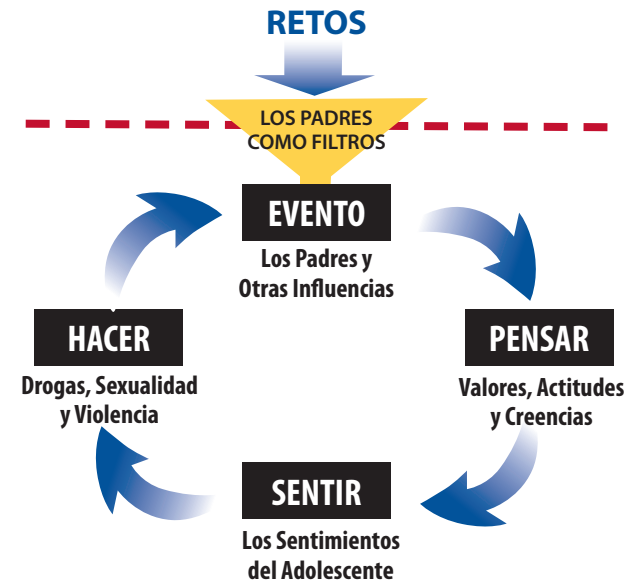 RETOS
LOS PADRES
COMO FILTROS
EVENTO
Los Padres y
Otras Influencias
HACER
Drogas, Sexualidad
y Violencia
PENSAR
Valores, Actitudes
y Creencias
SENTIR
Los Sentimientos
del Adolescente